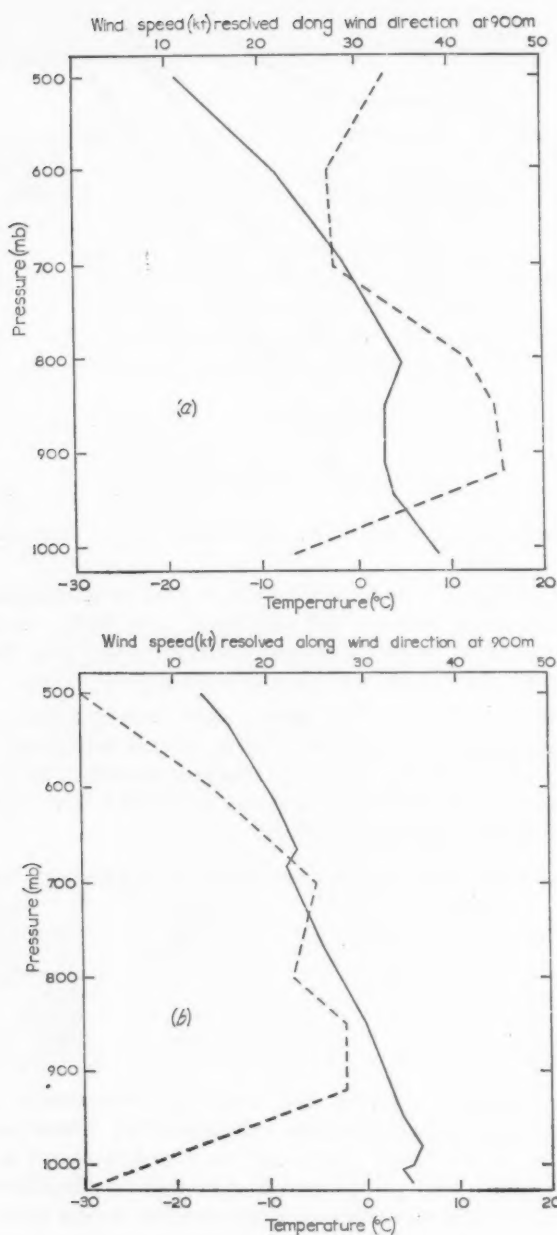 Wind speed (kt) resolved along wind direction at 900m
0 10 20 30 40 50
500
600
700
800
900
1000
Pressure (mb)
(a)
-30 -20 -10 0 10 20
Temperature (°C)
Wind speed (kt) resolved along wind direction at 900m
0 10 20 30 40 50
500
600
700
800
900
1000
Pressure (mb)
(b)
-30 -20 -10 0 10 20
Temperature (°C)